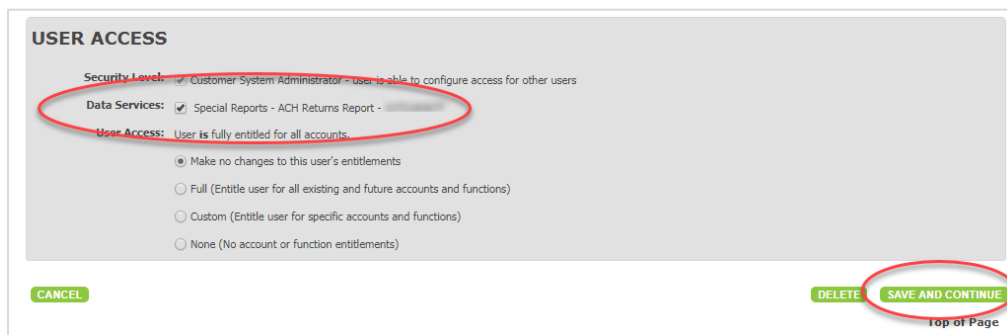 USER ACCESS
Security Level: Customer System Administrator - user is able to configure access for other users
Data Services: Special Reports - ACH Returns Report -
User Access: User is fully entitled for all accounts.
Make no changes to this user's entitlements
Full (Entitle user for all existing and future accounts and functions)
Custom (Entitle user for specific accounts and functions)
None (No account or function entitlements)
CANCEL DELETE SAVE AND CONTINUE
Top of Page